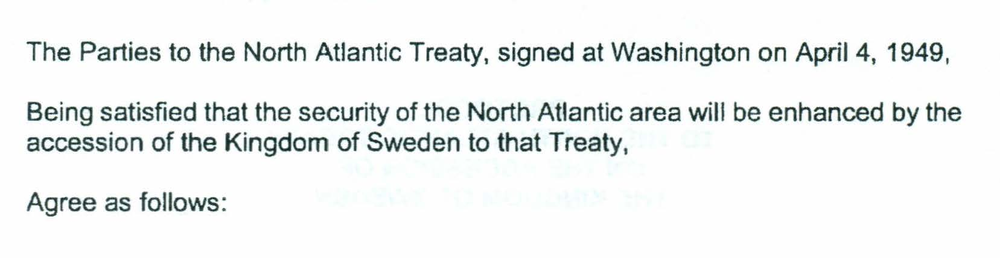 The Parties to the North Atlantic Treaty, signed at Washington on April 4, 1949,
Being satisfied that the security of the North Atlantic area will be enhanced by the
accession of the Kingdom of Sweden to that Treaty,
Agree as follows: